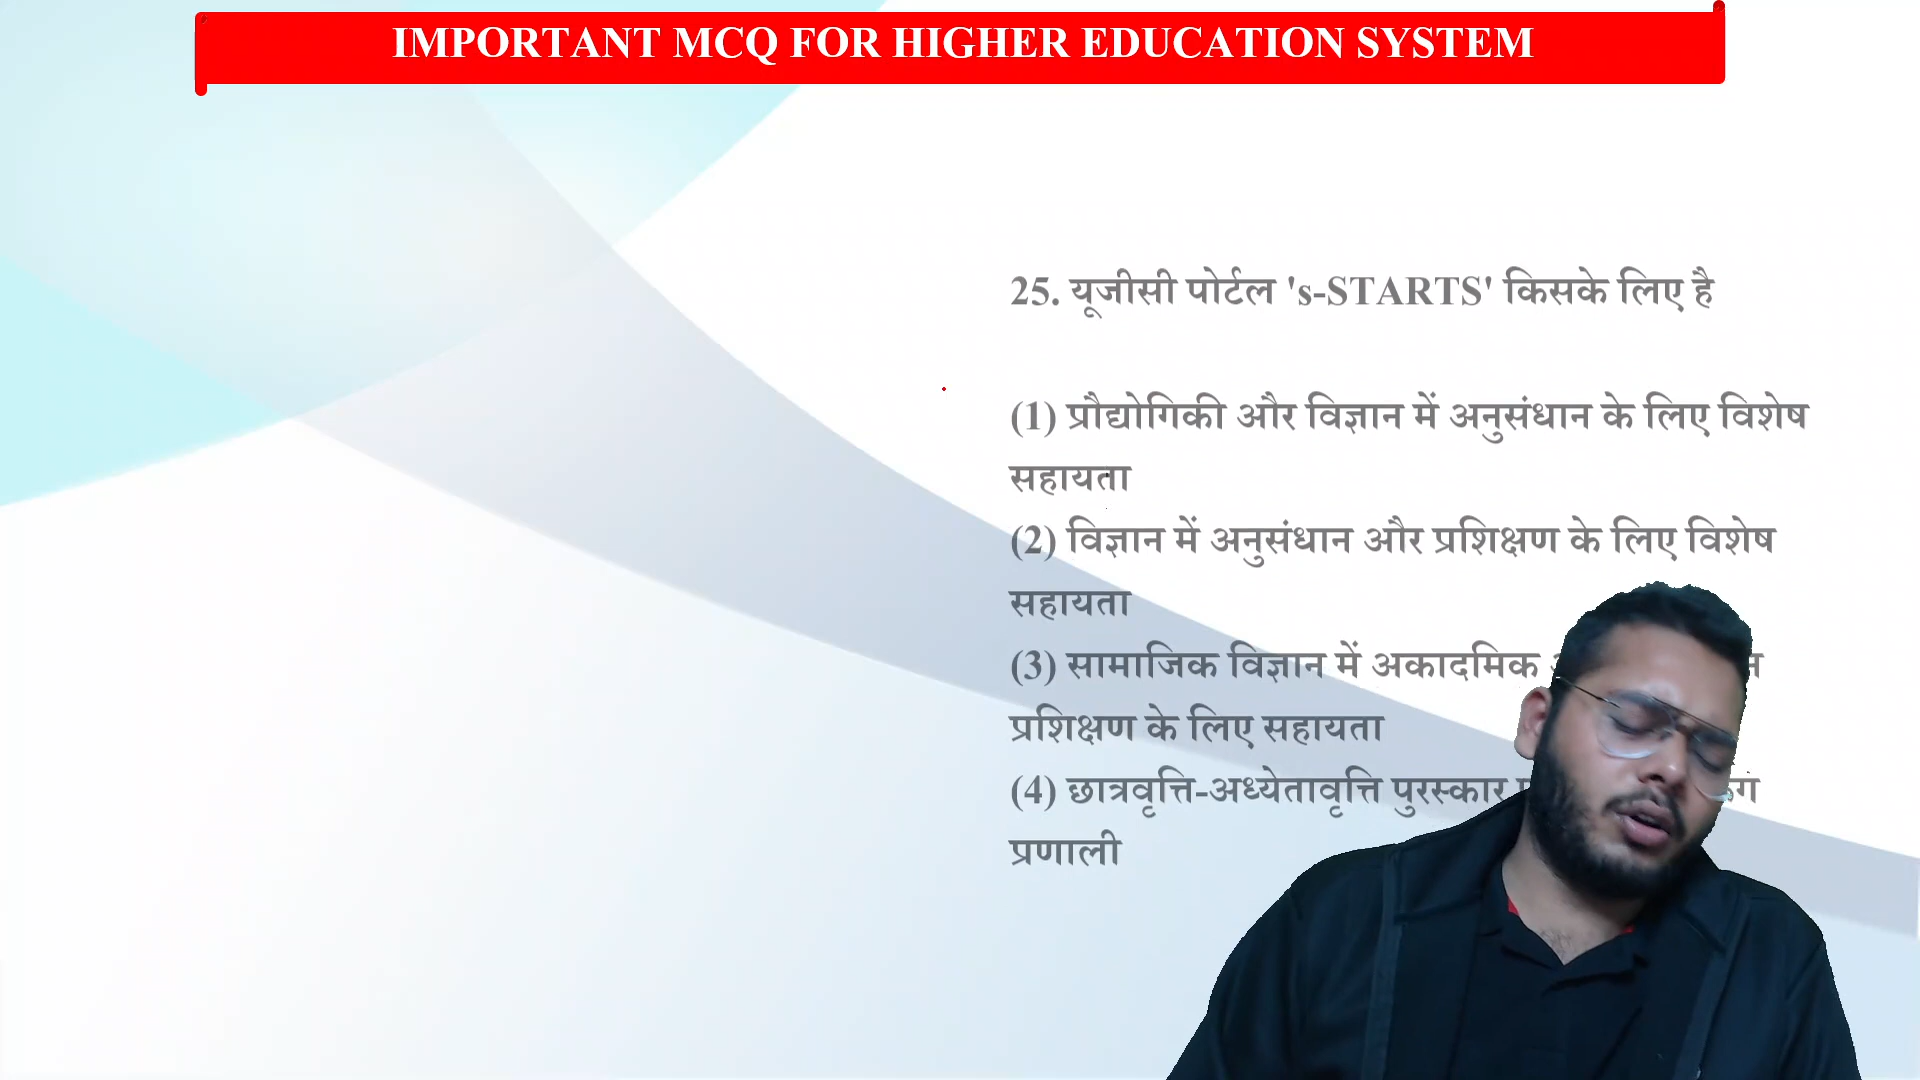 IMPORTANT MCQ FOR HIGHER EDUCATION SYSTEM
25. यूजीसी पोर्टल 's-STARTS' किसके लिए है
(1) प्रौद्योगिकी और विज्ञान में अनुसंधान के लिए विशेष
सहायता
(2) विज्ञान में अनुसंधान और प्रशिक्षण के लिए विशेष
सहायता
(3) सामाजिक विज्ञान में अकादमिक
प्रशिक्षण के लिए सहायता
(4) छात्रवृत्ति-अध्येतावृत्ति पुरस्कार
प्रणाली